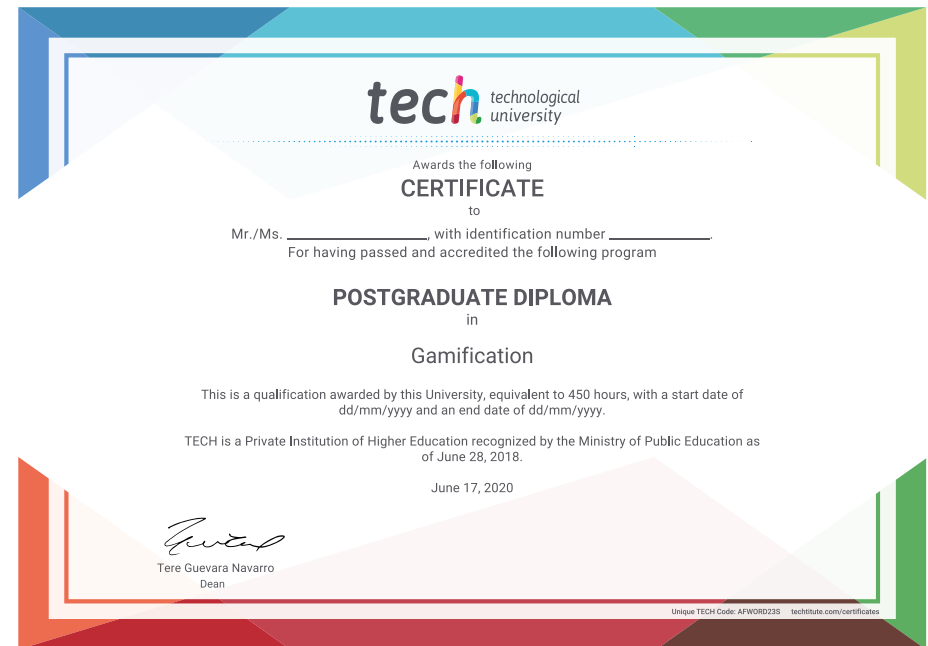 tech technological
university
Awards the following
CERTIFICATE
to
Mr./Ms. ____________________, with identification number ______________.
For having passed and accredited the following program
POSTGRADUATE DIPLOMA
in
Gamification
This is a qualification awarded by this University, equivalent to 450 hours, with a start date of
dd/mm/yyyy and an end date of dd/mm/yyyy.
TECH is a Private Institution of Higher Education recognized by the Ministry of Public Education as
of June 28, 2018.
June 17, 2020
Tere Guevara Navarro
Dean
Unique TECH Code: AFWORD23S techtitute.com/certificates